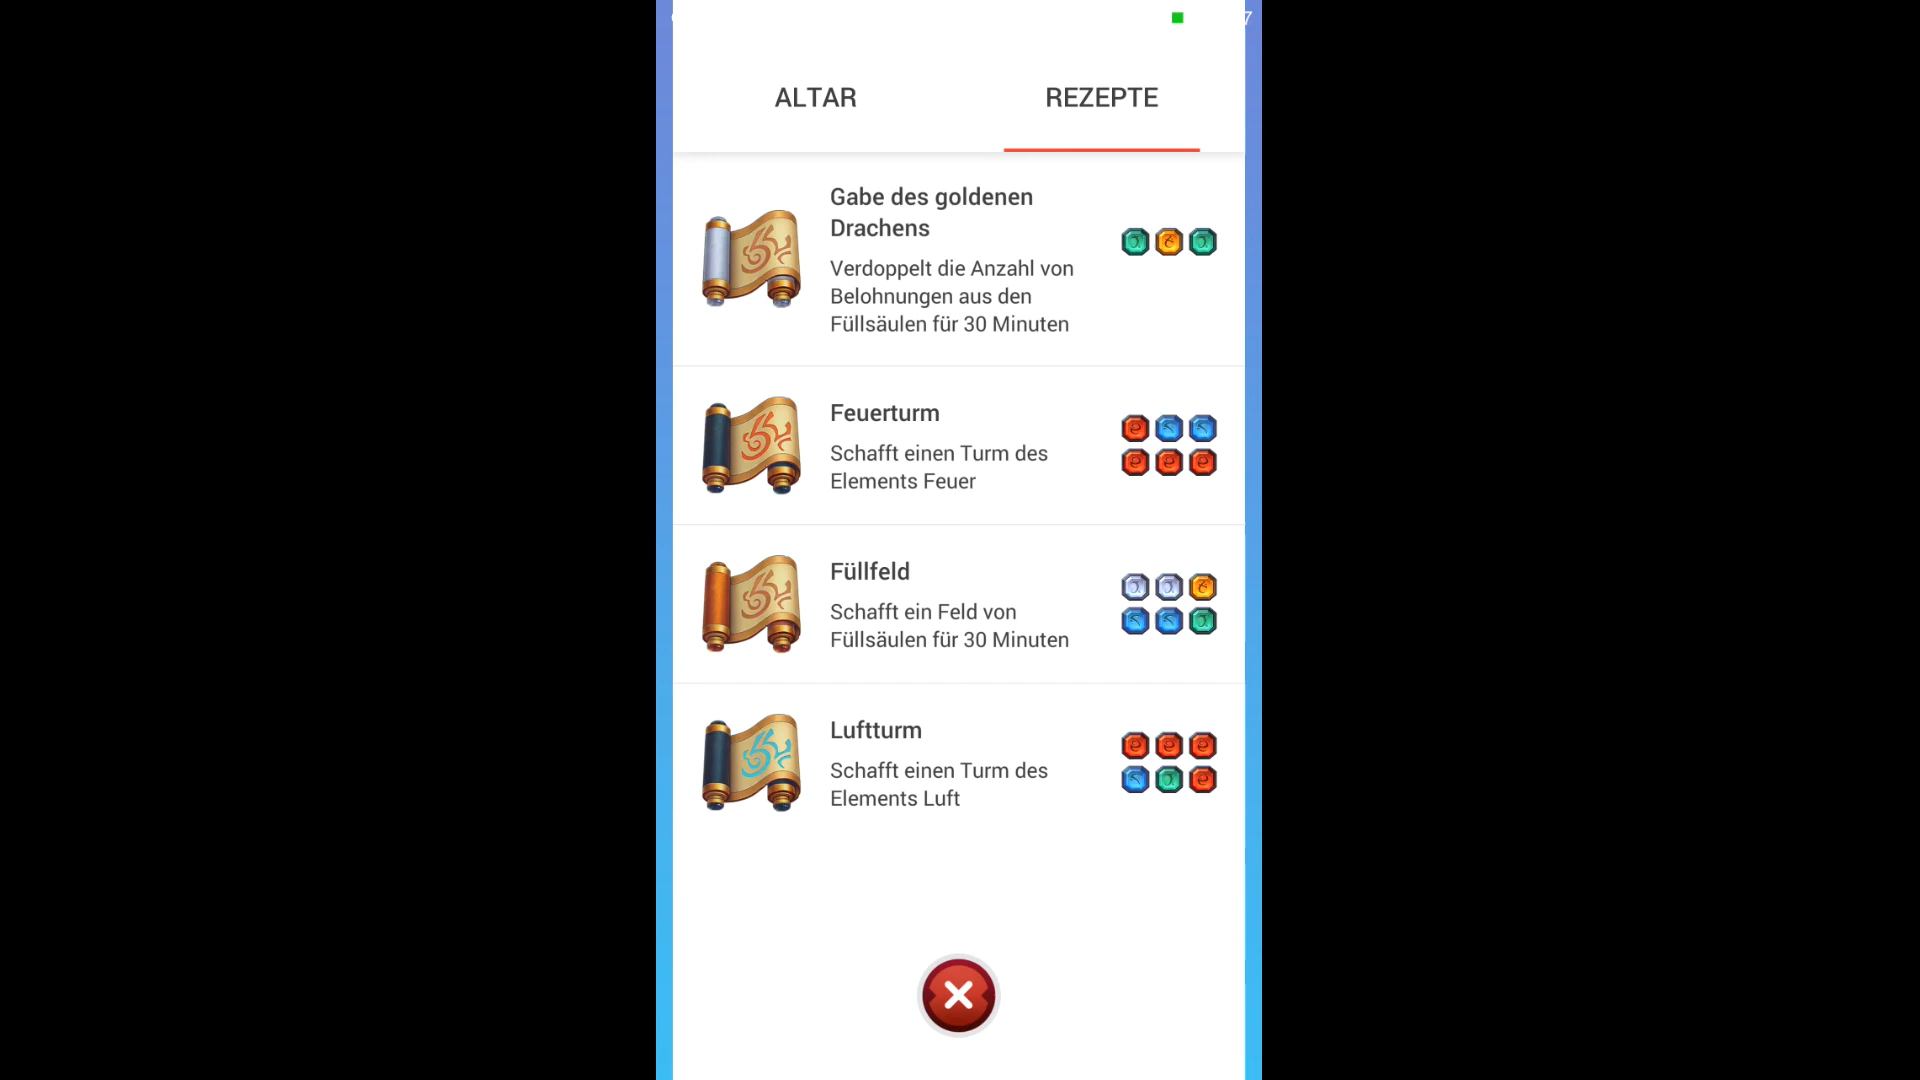 ALTAR
REZEPTE
Gabe des goldenen
Drachens
Verdoppelt die Anzahl von
Belohnungen aus den
Füllsäulen für 30 Minuten
Feuerturm
Schafft einen Turm des
Elements Feuer
Füllfeld
Schafft ein Feld von
Füllsäulen für 30 Minuten
Luftturm
Schafft einen Turm des
Elements Luft